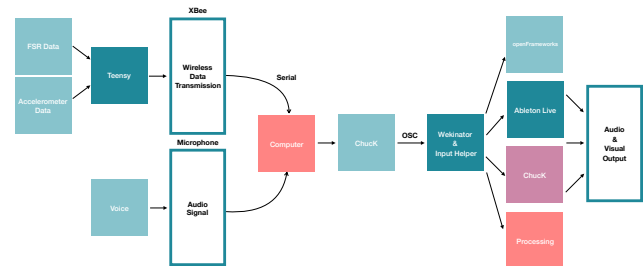 XBee
FSR Data
Teensy
Accelerometer
Data
Wireless
Data
Transmission
Serial
Microphone
Voice
Audio
Signal
Computer
ChucK
OSC
Wekinator
&
Input Helper
openFrameworks
Ableton Live
ChucK
Processing
Audio
&
Visual
Output